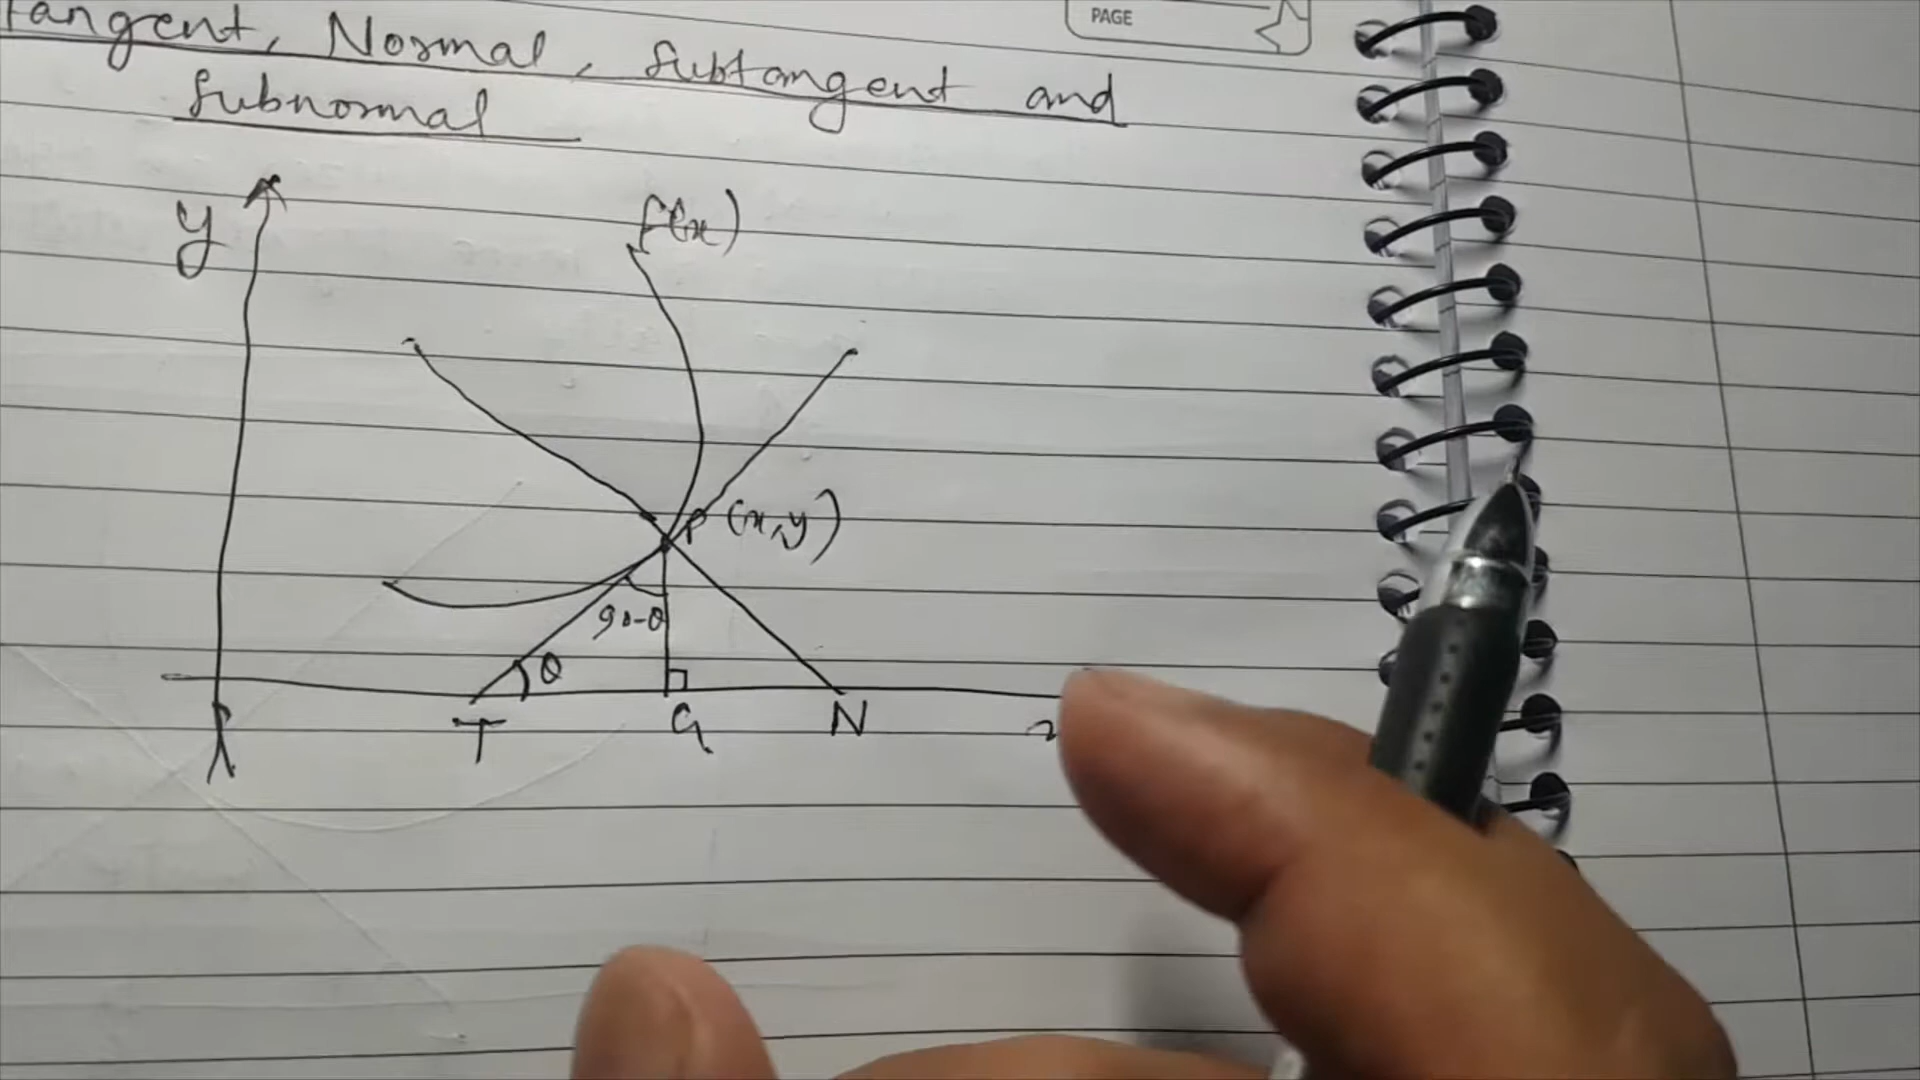 PAGE
Tangent, Normal, Subtangent and
Subnormal
y
f(x)
P (x,y)
90-θ
θ
T
G
N